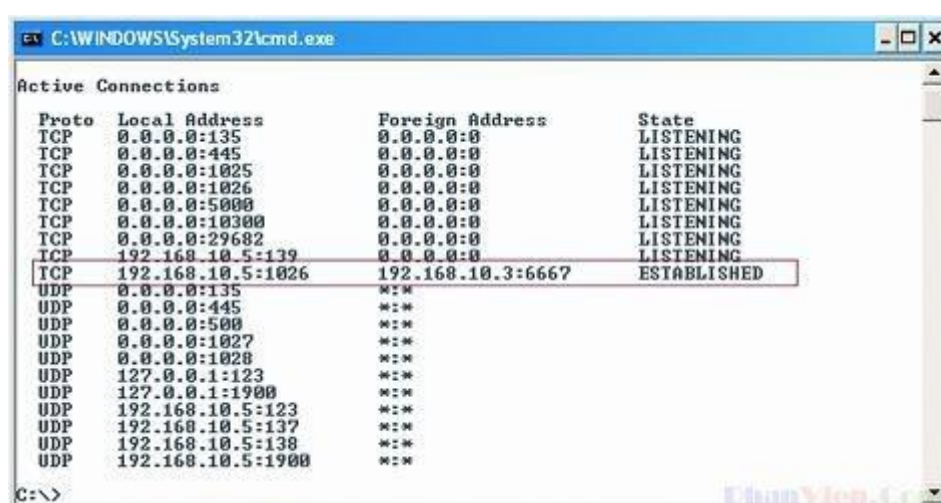 C:\WINDOWS\System32\cmd.exe
Active Connections
Proto Local Address Foreign Address State
TCP 0.0.0.0:135 0.0.0.0:0 LISTENING
TCP 0.0.0.0:445 0.0.0.0:0 LISTENING
TCP 0.0.0.0:1025 0.0.0.0:0 LISTENING
TCP 0.0.0.0:1026 0.0.0.0:0 LISTENING
TCP 0.0.0.0:5000 0.0.0.0:0 LISTENING
TCP 0.0.0.0:10300 0.0.0.0:0 LISTENING
TCP 0.0.0.0:29682 0.0.0.0:0 LISTENING
TCP 192.168.10.5:139 0.0.0.0:0 LISTENING
TCP 192.168.10.5:1026 192.168.10.3:6667 ESTABLISHED
UDP 0.0.0.0:135 *:*
UDP 0.0.0.0:445 *:*
UDP 0.0.0.0:500 *:*
UDP 0.0.0.0:1027 *:*
UDP 0.0.0.0:1028 *:*
UDP 127.0.0.1:123 *:*
UDP 127.0.0.1:1900 *:*
UDP 192.168.10.5:123 *:*
UDP 192.168.10.5:137 *:*
UDP 192.168.10.5:138 *:*
UDP 192.168.10.5:1900 *:*
C:\>